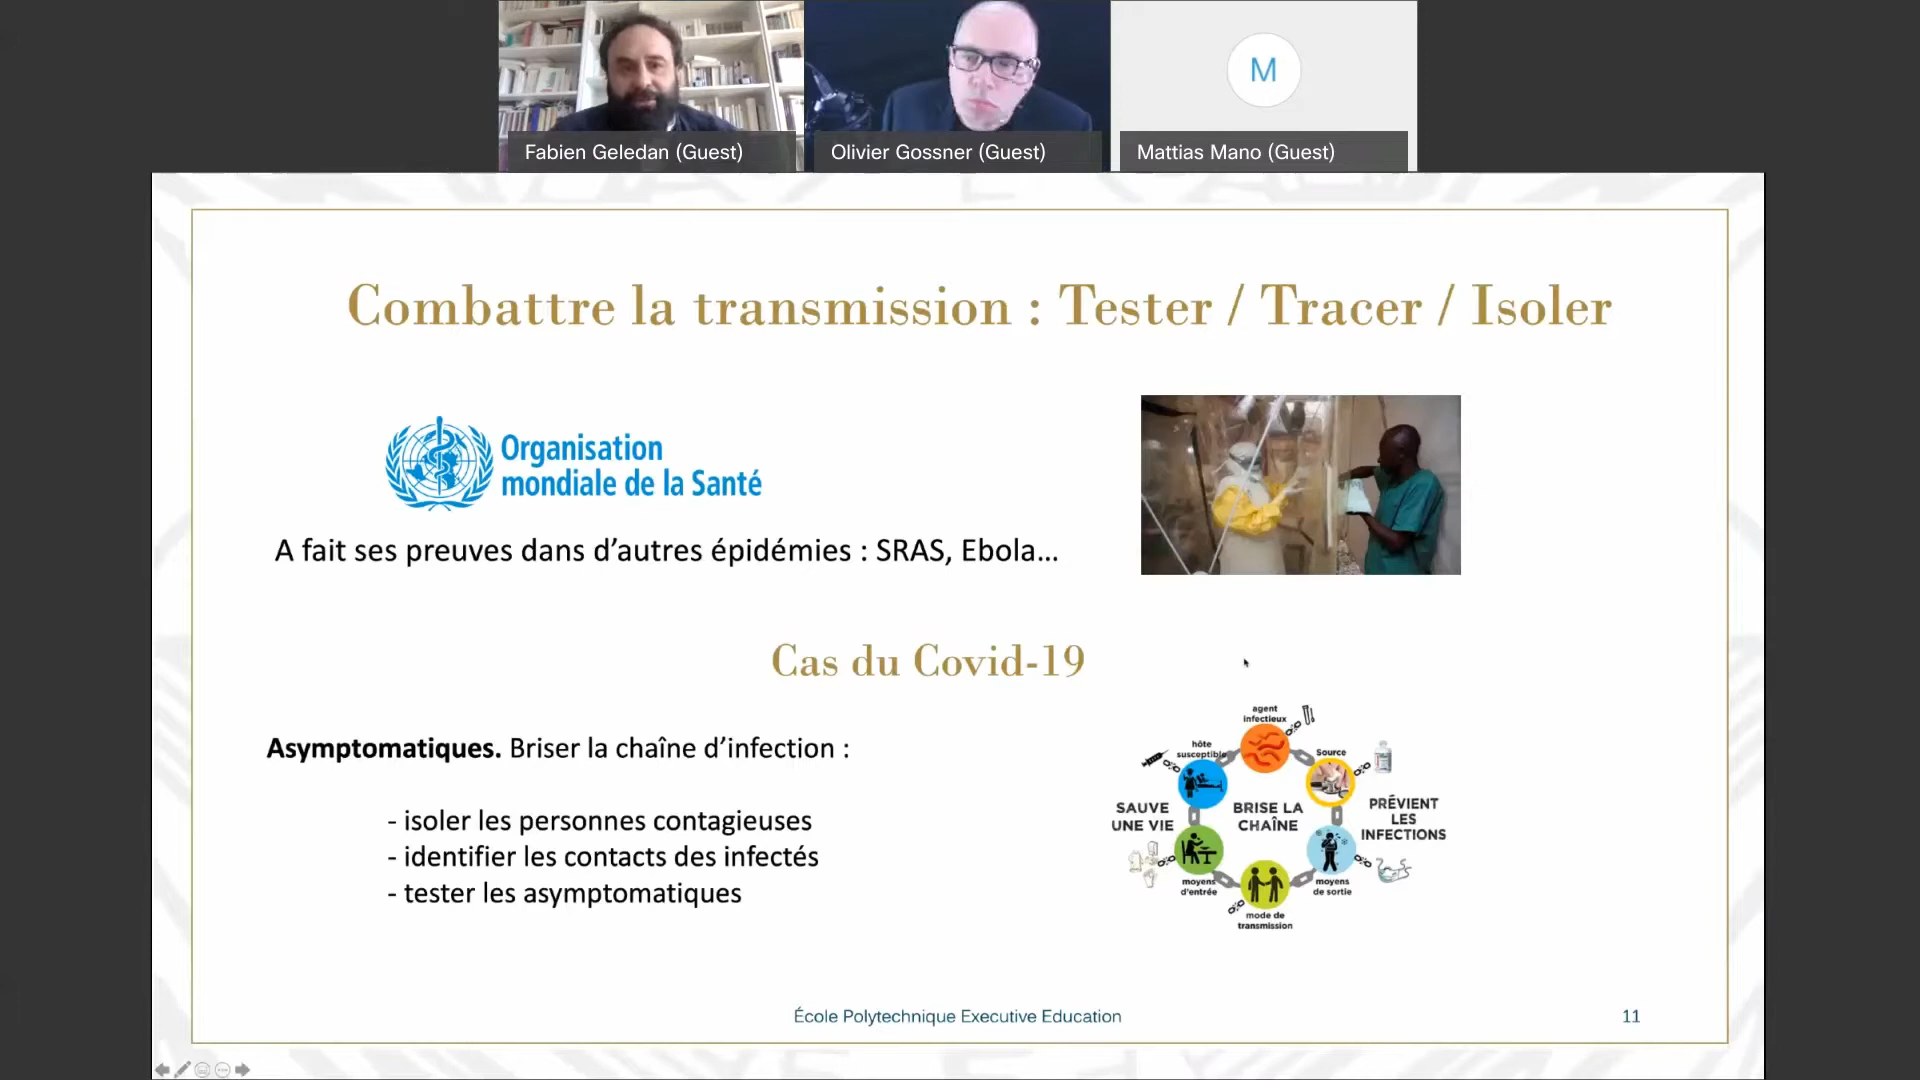 M
Fabien Geledan (Guest)
Olivier Gossner (Guest)
Mattias Mano (Guest)
Combattre la transmission : Tester / Tracer / Isoler
Organisation
mondiale de la Santé
A fait ses preuves dans d’autres épidémies : SRAS, Ebola...
Cas du Covid-19
Asymptomatiques. Briser la chaîne d’infection :
- isoler les personnes contagieuses
- identifier les contacts des infectés
- tester les asymptomatiques
agent
infectieux
hôte
susceptible
Source
SAUVE
UNE VIE
BRISE LA
CHAÎNE
PRÉVIENT
LES
INFECTIONS
moyens
d'entrée
moyens
de sortie
mode de
transmission
École Polytechnique Executive Education
11